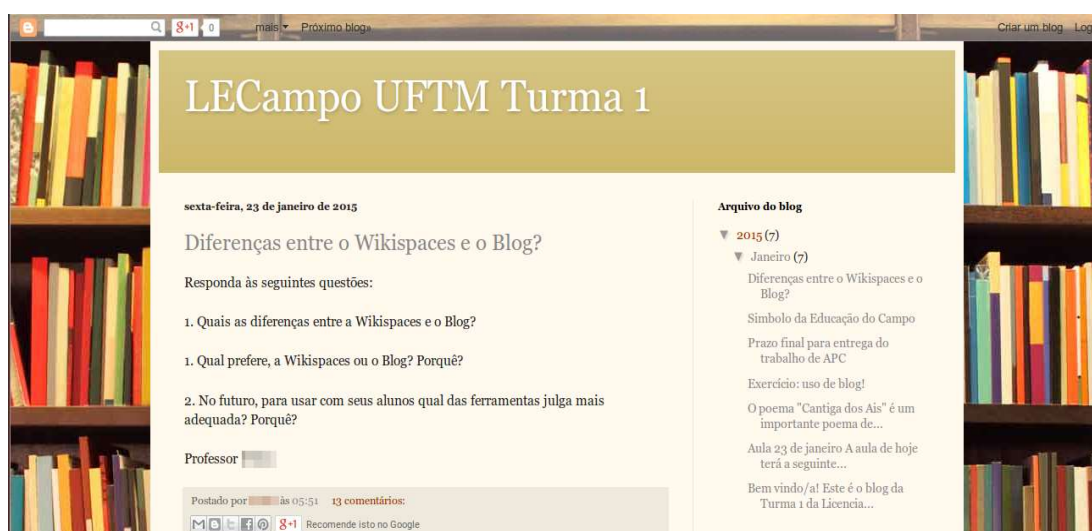 8+1 0 mais Próximo blog» Criar um blog Log
LECampo UFTM Turma 1
sexta-feira, 23 de janeiro de 2015
Diferenças entre o Wikispaces e o Blog?
Responda às seguintes questões:
1. Quais as diferenças entre a Wikispaces e o Blog?
1. Qual prefere, a Wikispaces ou o Blog? Porquê?
2. No futuro, para usar com seus alunos qual das ferramentas julga mais
adequada? Porquê?
Professor
Postado por às 05:51 13 comentários:
8+1 Recomende isto no Google
Arquivo do blog
▼ 2015 (7)
▼ Janeiro (7)
Diferenças entre o Wikispaces e o
Blog?
Simbolo da Educação do Campo
Prazo final para entrega do
trabalho de APC
Exercício: uso de blog!
O poema "Cantiga dos Ais" é um
importante poema de...
Aula 23 de janeiro A aula de hoje
terá a seguinte...
Bem vindo/a! Este é o blog da
Turma 1 da Licencia...